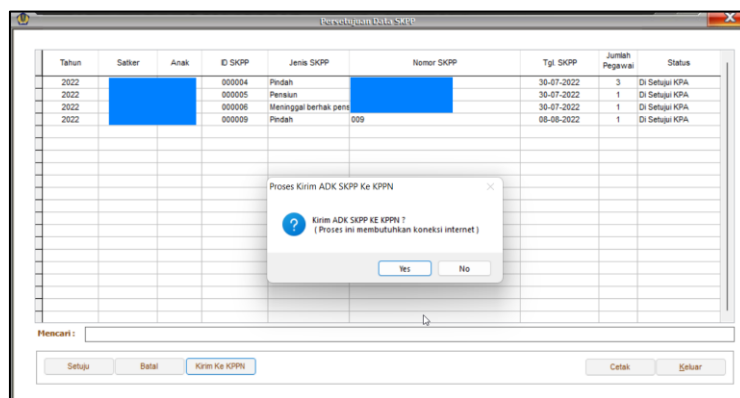 Persetujuan Data SKPP
Tahun Satker Anak ID SKPP Jenis SKPP Nomor SKPP Tgl. SKPP Jumlah Pegawai Status
2022 000004 Pindah 30-07-2022 3 Di Setujui KPA
2022 000005 Pensiun 30-07-2022 1 Di Setujui KPA
2022 000006 Meninggal berhak pens 30-07-2022 1 Di Setujui KPA
2022 000009 Pindah 009 08-08-2022 1 Di Setujui KPA
Proses Kirim ADK SKPP Ke KPPN
Kirim ADK SKPP KE KPPN ?
( Proses ini membutuhkan koneksi internet )
Yes No
Mencari :
Setuju Batal Kirim Ke KPPN Cetak Keluar